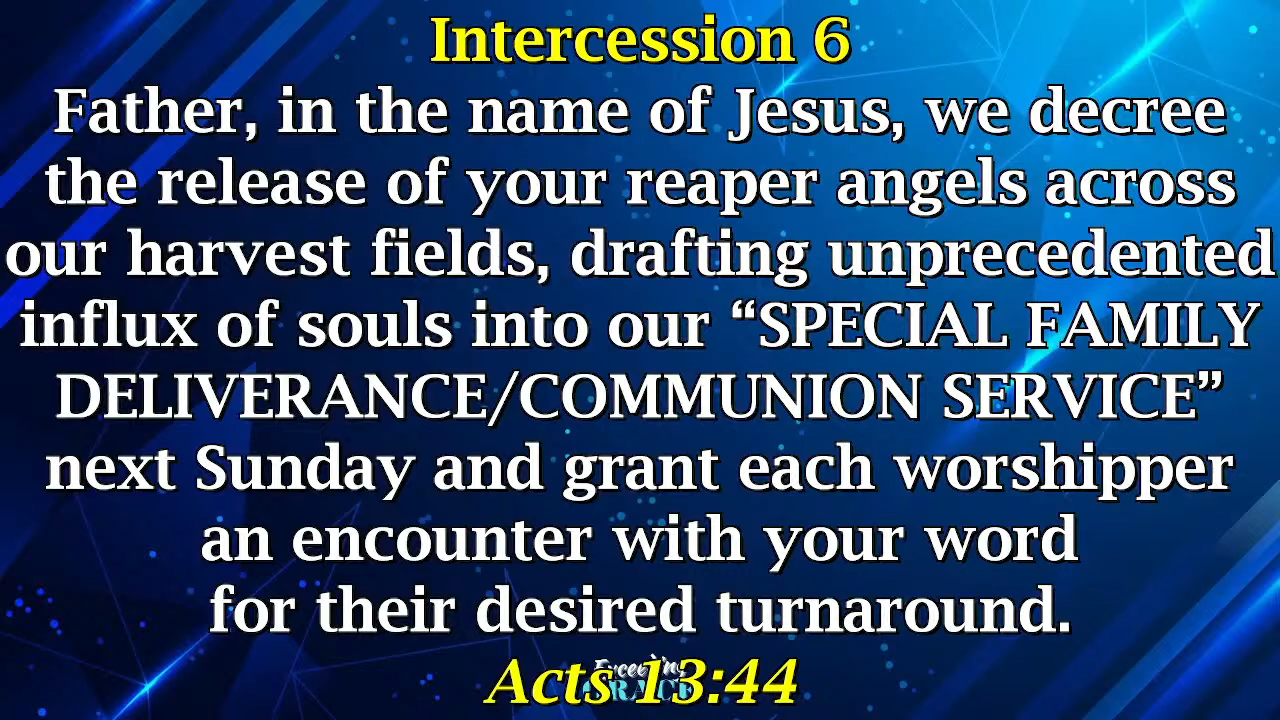 Intercession 6
Father, in the name of Jesus, we decree
the release of your reaper angels across
our harvest fields, drafting unprecedented
influx of souls into our “SPECIAL FAMILY
DELIVERANCE/COMMUNION SERVICE”
next Sunday and grant each worshipper
an encounter with your word
for their desired turnaround.
Acts 13:44